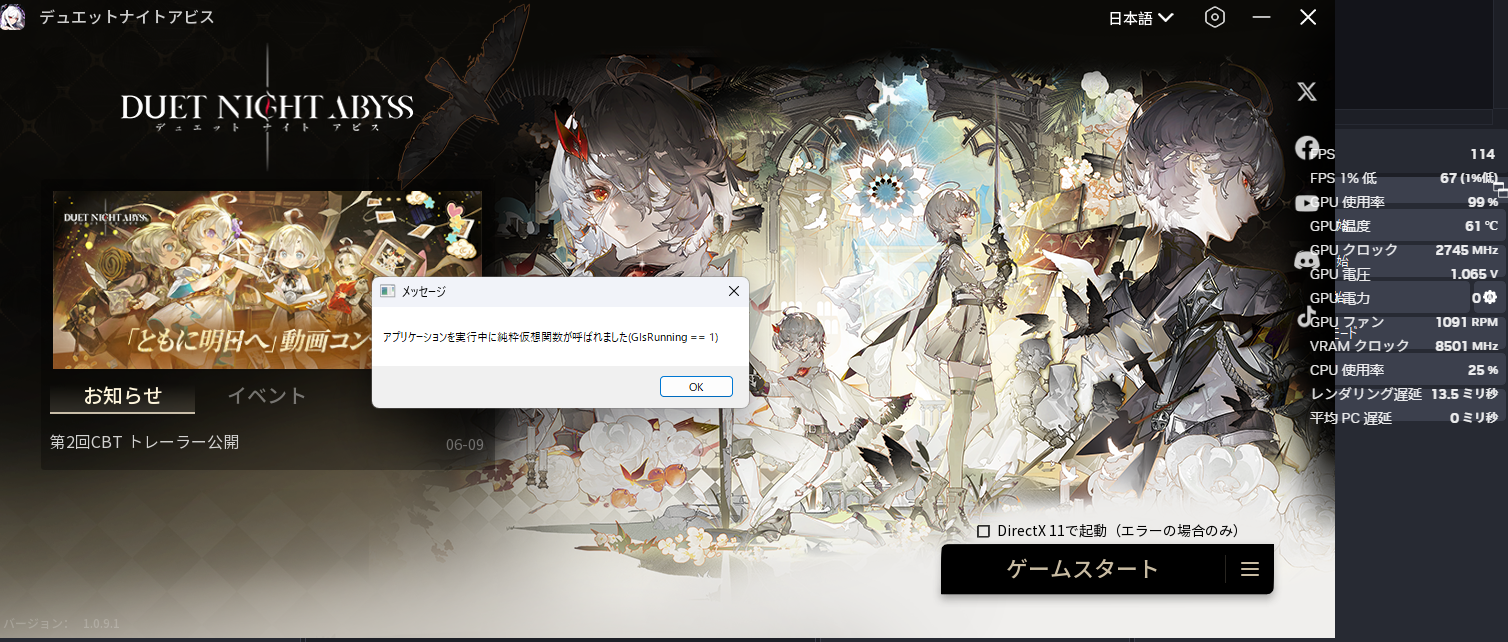 デュエットナイトアビス
日本語
DUET NIGHT ABYSS
デュエット ナイト アビス
DUET NIGHT ABYSS
「ともに明日へ」動画コン
お知らせ
イベント
第2回CBT トレーラー公開
06-09
メッセージ
アプリケーションを実行中に純粋仮想関数が呼ばれました(GIsRunning == 1)
OK
FPS 114
FPS 1% 低 67 (1%低)
GPU 使用率 99 %
GPU 温度 61 °C
GPU クロック 2745 MHz
GPU 電圧 1.065 V
GPU 電力 0
GPU ファン 1091 RPM
VRAM クロック 8501 MHz
CPU 使用率 25 %
レンダリング遅延 13.5 ミリ秒
平均 PC 遅延 0 ミリ秒
DirectX 11で起動（エラーの場合のみ）
ゲームスタート
バージョン： 1.0.9.1